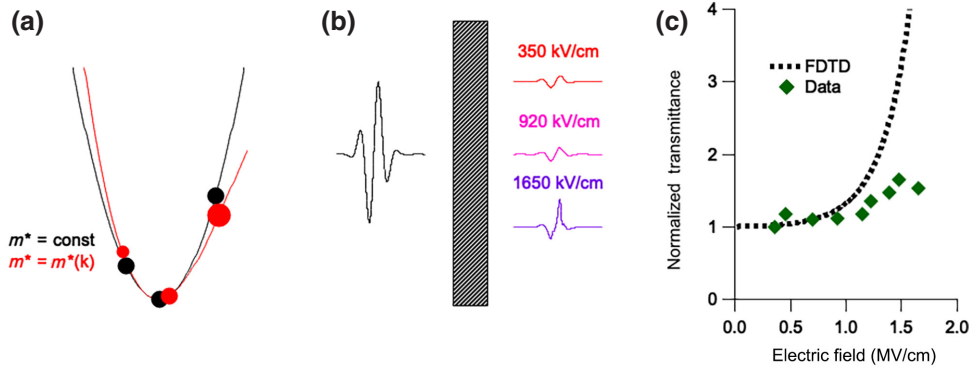 (a)
m* = const
m* = m*(k)
(b)
350 kV/cm
920 kV/cm
1650 kV/cm
(c)
Normalized transmittance
4
3
2
1
0
FDTD
Data
0.0 0.5 1.0 1.5 2.0
Electric field (MV/cm)